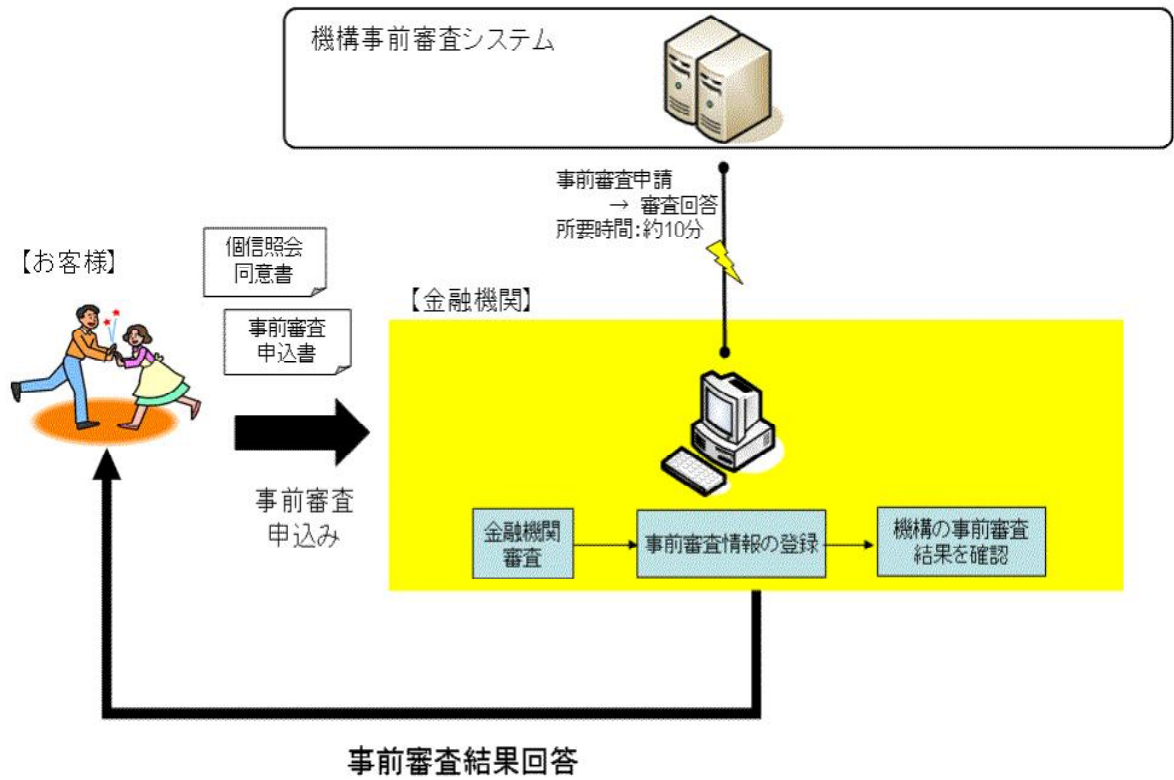 機構事前審査システム
事前審査申請
→ 審査回答
所要時間:約10分
【お客様】
個信照会
同意書
事前審査
申込書
【金融機関】
事前審査
申込み
金融機関
審査
事前審査情報の登録
機構の事前審査
結果を確認
事前審査結果回答